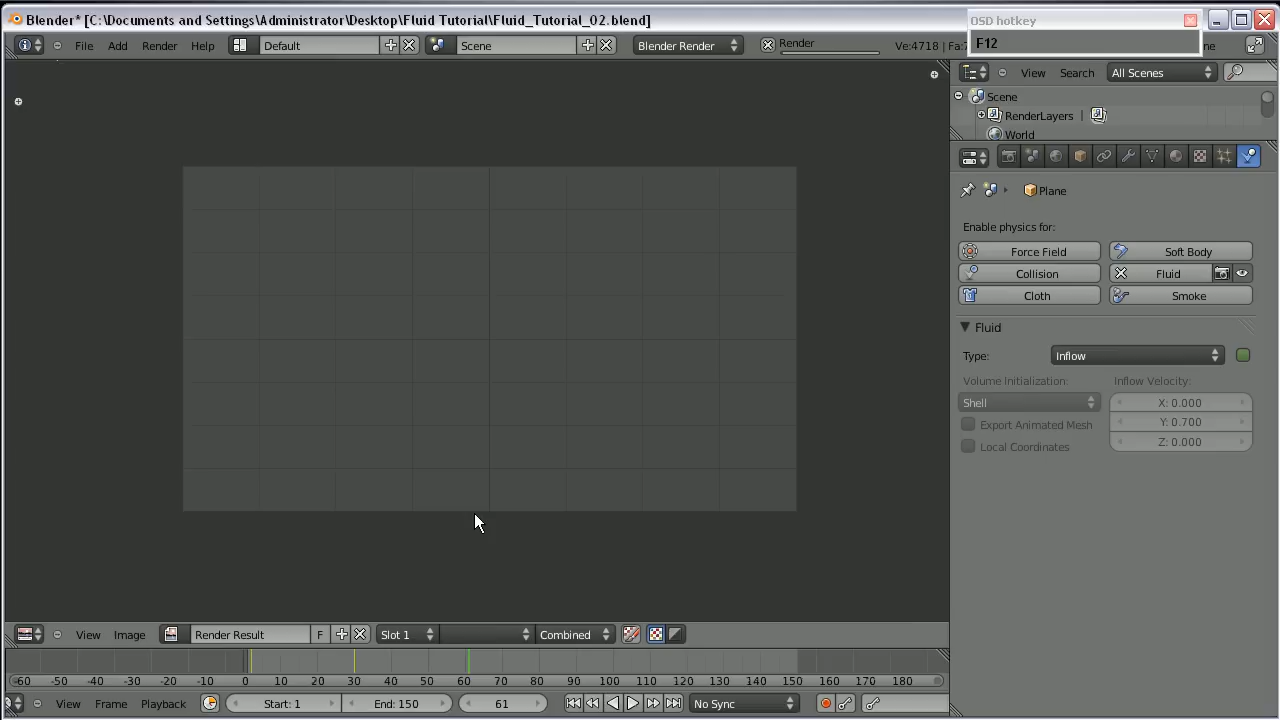 Blender* [C:\Documents and Settings\Administrator\Desktop\Fluid Tutorial\Fluid_Tutorial_02.blend]
OSD hotkey
F12
File Add Render Help Default Scene Blender Render Render Ve:4718 | Fa:
View Search All Scenes
Scene
RenderLayers |
World
Plane
Enable physics for:
Force Field Soft Body
Collision Fluid
Cloth Smoke
Fluid
Type: Inflow
Volume Initialization: Inflow Velocity:
Shell X: 0.000
Export Animated Mesh Y: 0.700
Local Coordinates Z: 0.000
View Image Render Result F Slot 1 Combined
-60 -50 -40 -30 -20 -10 0 10 20 30 40 50 60 70 80 90 100 110 120 130 140 150 160 170 180
View Frame Playback Start: 1 End: 150 61 No Sync